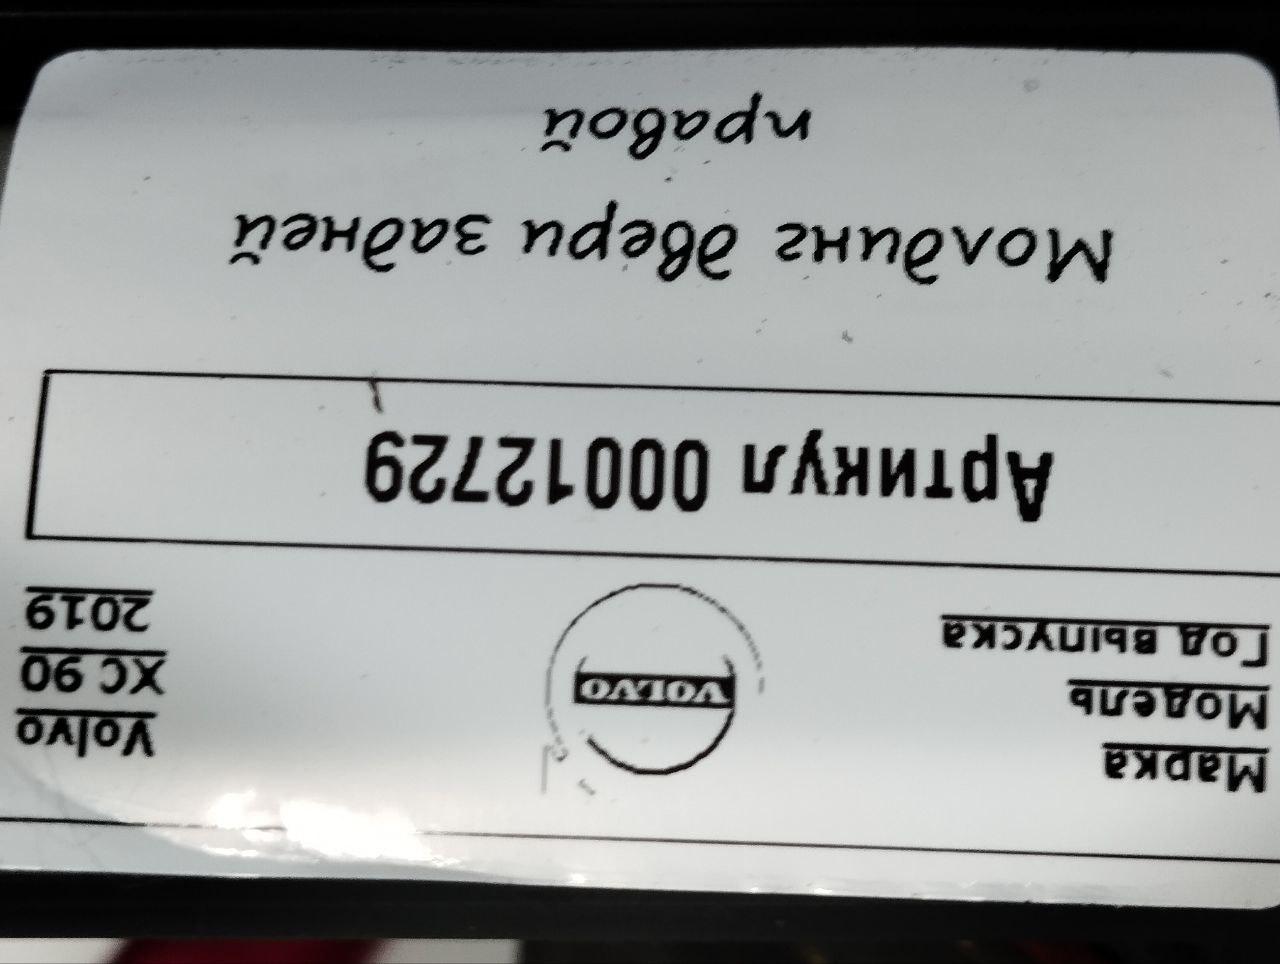 Марка Volvo
Модель XC 90
Год выпуска 2019
VOLVO
Артикул 00012729
Молдинг двери задней
правой